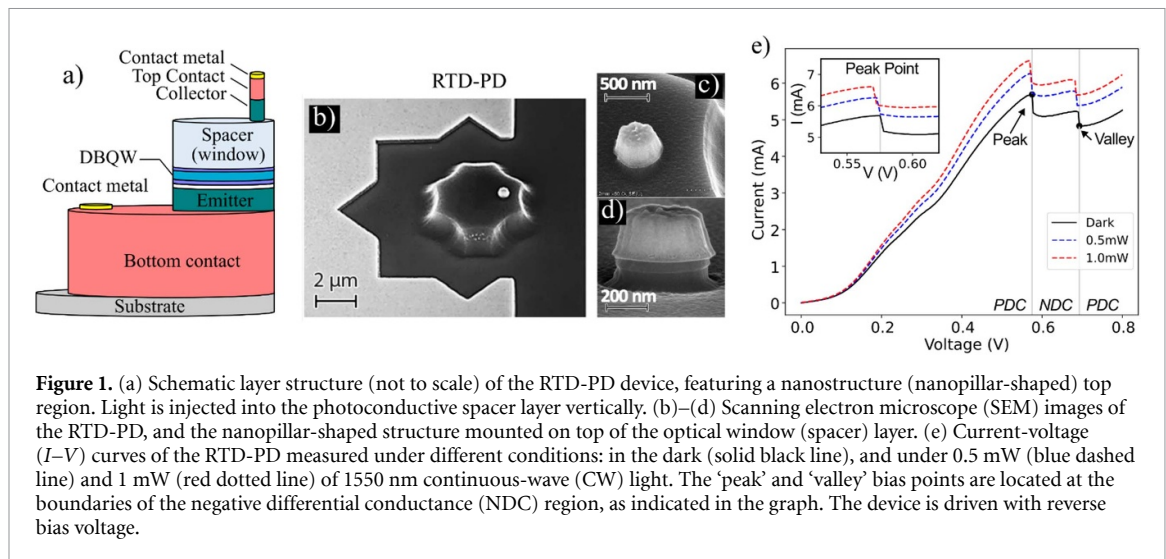 a)
Contact metal
Top Contact
Collector
Spacer
(window)
DBQW
Contact metal
Emitter
Bottom contact
Substrate
RTD-PD
b)
2 μm
500 nm
c)
d)
200 nm
e)
Peak Point
7
6
5
I (mA)
0.55
0.60
V (V)
Peak
Valley
Dark
0.5mW
1.0mW
PDC
NDC
PDC
Current (mA)
6
5
4
3
2
1
0
0.0
0.2
0.4
0.6
0.8
Voltage (V)
Figure 1. (a) Schematic layer structure (not to scale) of the RTD-PD device, featuring a nanostructure (nanopillar-shaped) top
region. Light is injected into the photoconductive spacer layer vertically. (b)–(d) Scanning electron microscope (SEM) images of
the RTD-PD, and the nanopillar-shaped structure mounted on top of the optical window (spacer) layer. (e) Current-voltage
(I–V) curves of the RTD-PD measured under different conditions: in the dark (solid black line), and under 0.5 mW (blue dashed
line) and 1 mW (red dotted line) of 1550 nm continuous-wave (CW) light. The ‘peak’ and ‘valley’ bias points are located at the
boundaries of the negative differential conductance (NDC) region, as indicated in the graph. The device is driven with reverse
bias voltage.